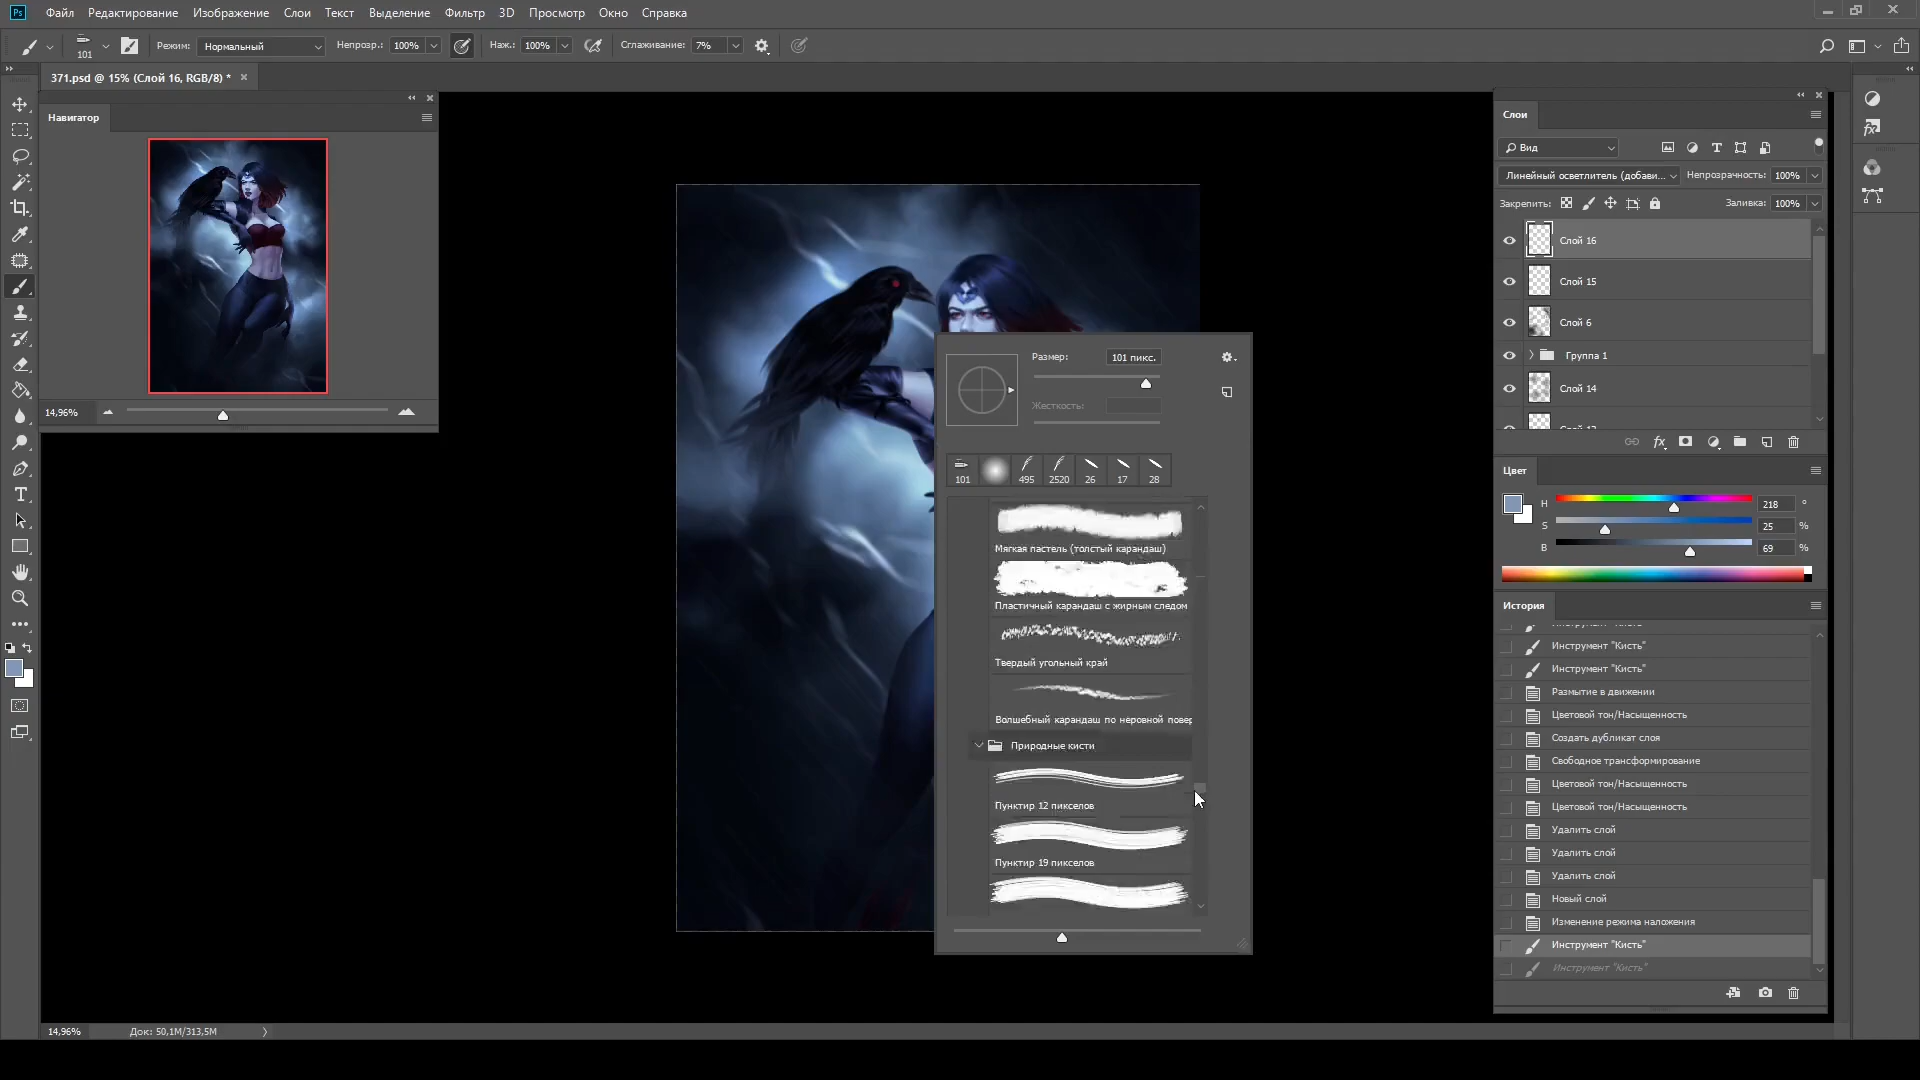 Ps Файл Редактирование Изображение Слои Текст Выделение Фильтр 3D Просмотр Окно Справка
101 Режим: Нормальный Непрозр.: 100% Наж.: 100% Сглаживание: 7%
371.psd @ 15% (Слой 16, RGB/8) *
Навигатор
14,96%
Размер: 101 пикс.
Жесткость:
101 495 2520 26 17 28
Мягкая пастель (толстый карандаш)
Пластичный карандаш с жирным следом
Твердый угольный край
Волшебный карандаш по неровной повер
Природные кисти
Пунктир 12 пикселов
Пунктир 19 пикселов
Слои
Вид
Линейный осветлитель (добави... Непрозрачность: 100%
Закрепить: Заливка: 100%
Слой 16
Слой 15
Слой 6
Группа 1
Слой 14
fx
Цвет
H 218 °
S 25 %
B 69 %
История
Инструмент "Кисть"
Инструмент "Кисть"
Размытие в движении
Цветовой тон/Насыщенность
Создать дубликат слоя
Свободное трансформирование
Цветовой тон/Насыщенность
Цветовой тон/Насыщенность
Удалить слой
Удалить слой
Удалить слой
Новый слой
Изменение режима наложения
Инструмент "Кисть"
Инструмент "Кисть"
14,96% Док: 50,1M/313,5M